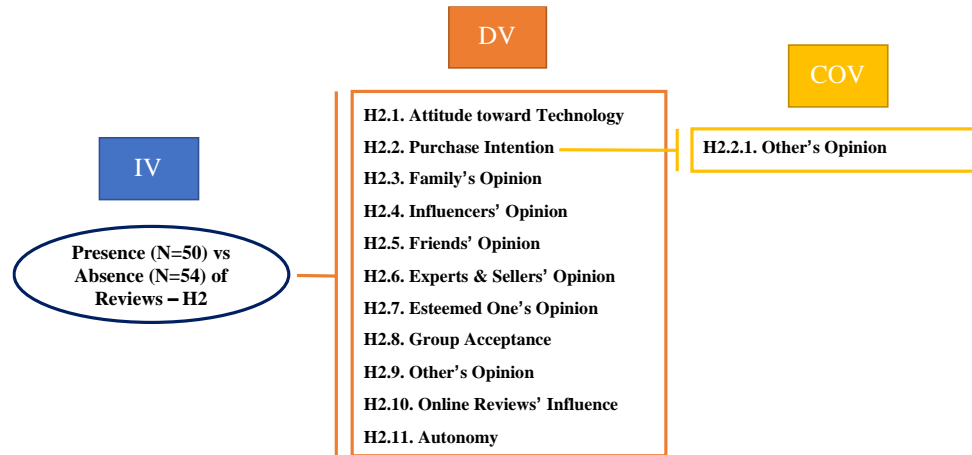 DV
COV
IV
H2.1. Attitude toward Technology
H2.2. Purchase Intention
H2.3. Family’s Opinion
H2.4. Influencers’ Opinion
H2.5. Friends’ Opinion
H2.6. Experts & Sellers’ Opinion
H2.7. Esteemed One’s Opinion
H2.8. Group Acceptance
H2.9. Other’s Opinion
H2.10. Online Reviews’ Influence
H2.11. Autonomy
H2.2.1. Other’s Opinion
Presence (N=50) vs
Absence (N=54) of
Reviews – H2